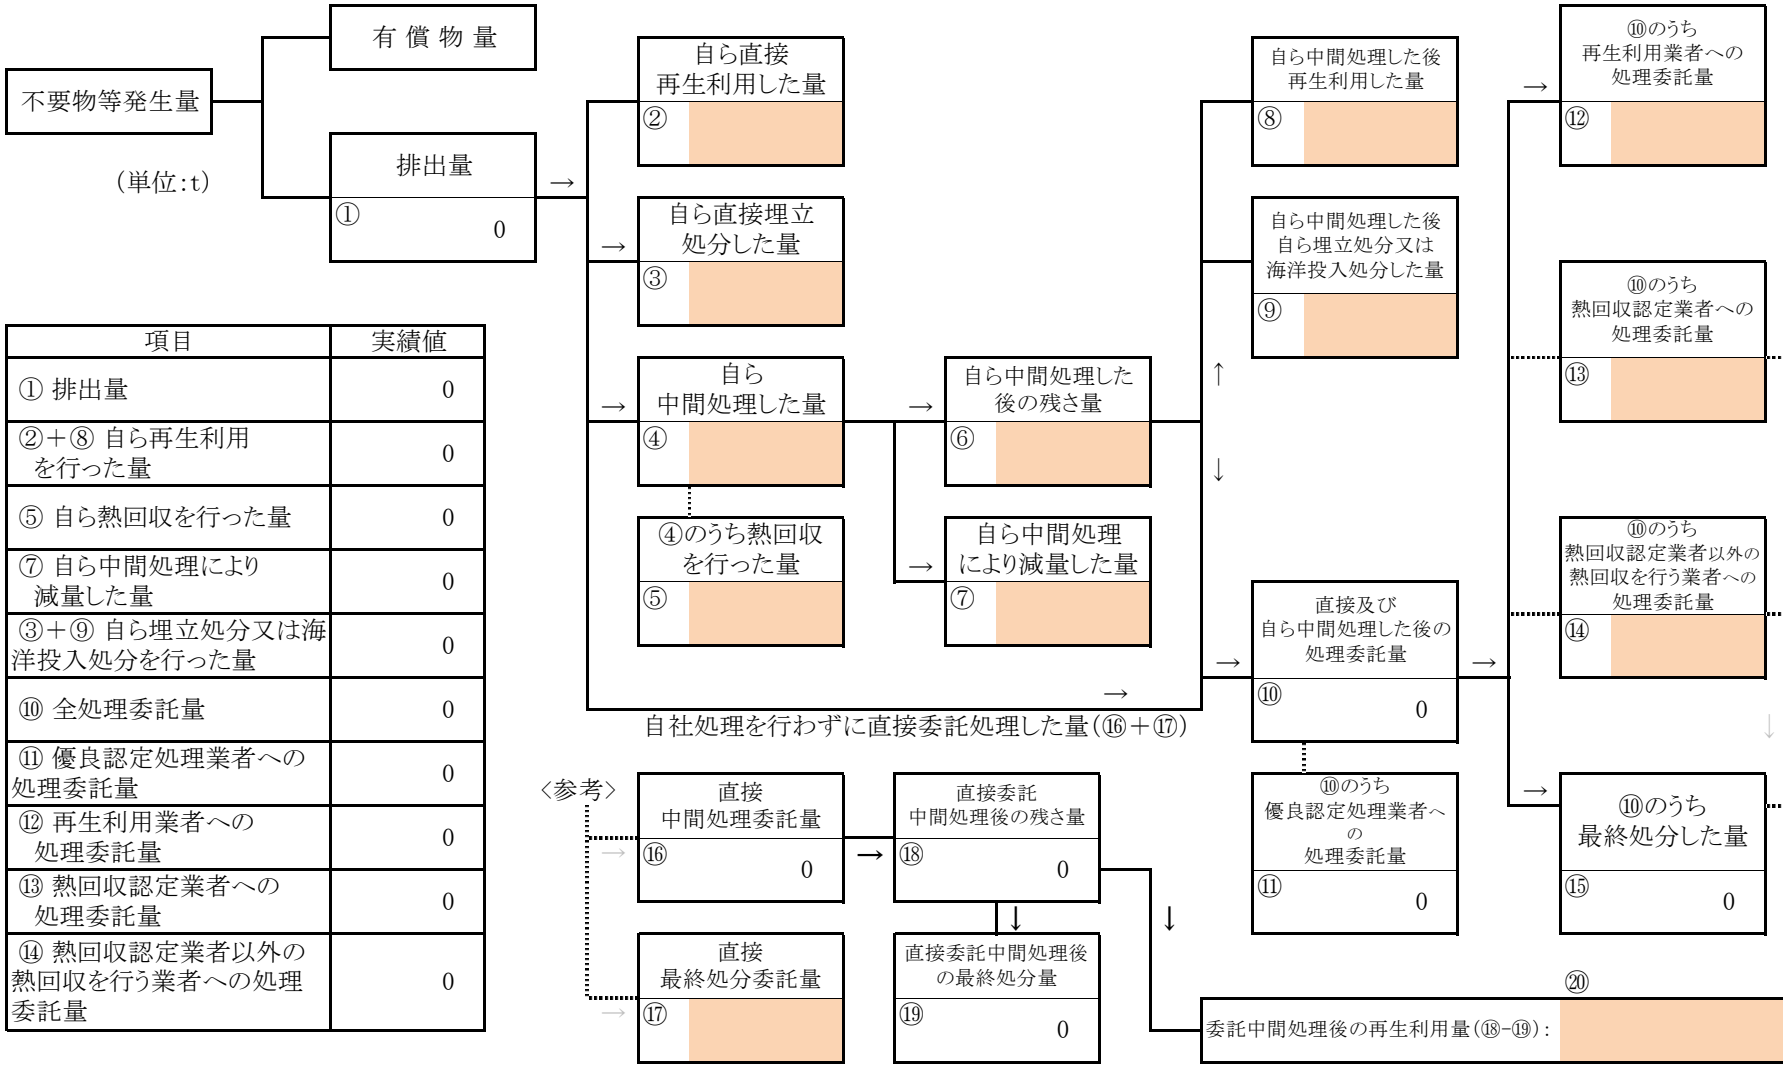 不要物等発生量
(単位:t)
有 償 物 量
排出量
①
0
→
自ら直接
再生利用した量
②
→
自ら直接埋立
処分した量
③
→
自ら
中間処理した量
④
④のうち熱回収
を行った量
⑤
→
自ら中間処理した
後の残さ量
⑥
→
自ら中間処理
により減量した量
⑦
自ら中間処理した後
再生利用した量
⑧
自ら中間処理した後
自ら埋立処分又は
海洋投入処分した量
⑨
↑
↓
→
自社処理を行わずに直接委託処理した量(⑯+⑰)
→
直接及び
自ら中間処理した後の
処理委託量
⑩
0
⑩のうち
優良認定処理業者へ
の
処理委託量
⑪
0
→
→
⑩のうち
再生利用業者への
処理委託量
⑫
⑩のうち
熱回収認定業者への
処理委託量
⑬
⑩のうち
熱回収認定業者以外の
熱回収を行う業者への
処理委託量
⑭
↓
→
⑩のうち
最終処分した量
⑮
0
項目 実績値
① 排出量 0
②+⑧ 自ら再生利用
を行った量 0
⑤ 自ら熱回収を行った量 0
⑦ 自ら中間処理により
減量した量 0
③+⑨ 自ら埋立処分又は海
洋投入処分を行った量 0
⑩ 全処理委託量 0
⑪ 優良認定処理業者への
処理委託量 0
⑫ 再生利用業者への
処理委託量 0
⑬ 熱回収認定業者への
処理委託量 0
⑭ 熱回収認定業者以外の
熱回収を行う業者への処理
委託量 0
<参考>
→
直接
中間処理委託量
⑯
0
→
直接委託
中間処理後の残さ量
⑱
0
↓
↓
→
直接
最終処分委託量
⑰
直接委託中間処理後
の最終処分量
⑲
0
⑳
委託中間処理後の再生利用量(⑱-⑲):